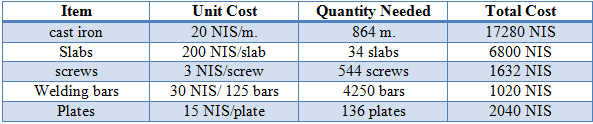 Item Unit Cost Quantity Needed Total Cost
cast iron 20 NIS/m. 864 m. 17280 NIS
Slabs 200 NIS/slab 34 slabs 6800 NIS
screws 3 NIS/screw 544 screws 1632 NIS
Welding bars 30 NIS/ 125 bars 4250 bars 1020 NIS
Plates 15 NIS/plate 136 plates 2040 NIS